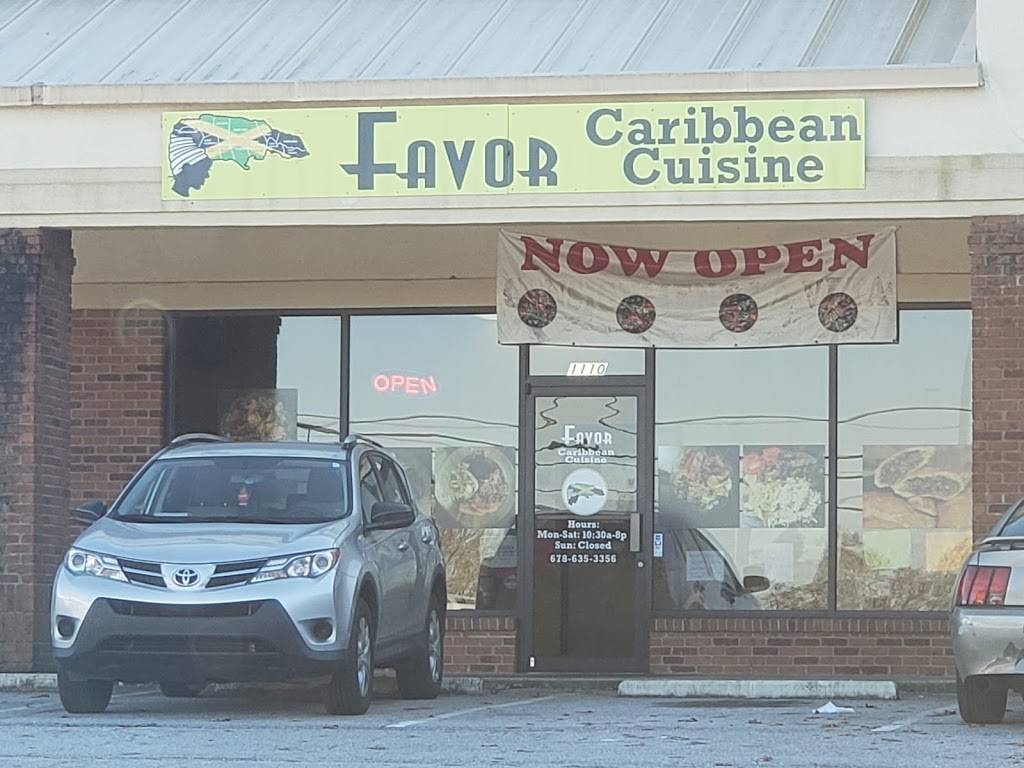 FAVOR Caribbean
Cuisine
NOW OPEN
1110
OPEN
FAVOR
Caribbean
Cuisine
Hours:
Mon-Sat: 10:30a-8p
Sun: Closed
678-635-3356